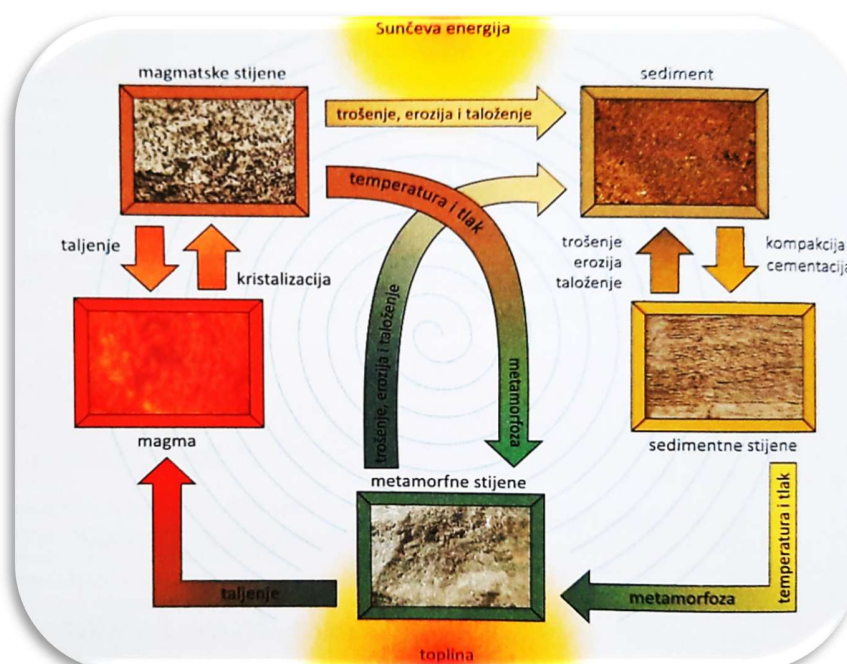 Sunčeva energija
magmatske stijene
sediment
trošenje, erozija i taloženje
temperatura i tlak
metamorfoza
trošenje, erozija i taloženje
taljenje
kristalizacija
trošenje
erozija
taloženje
kompakcija
cementacija
magma
sedimentne stijene
metamorfne stijene
temperatura i tlak
metamorfoza
taljenje
toplina